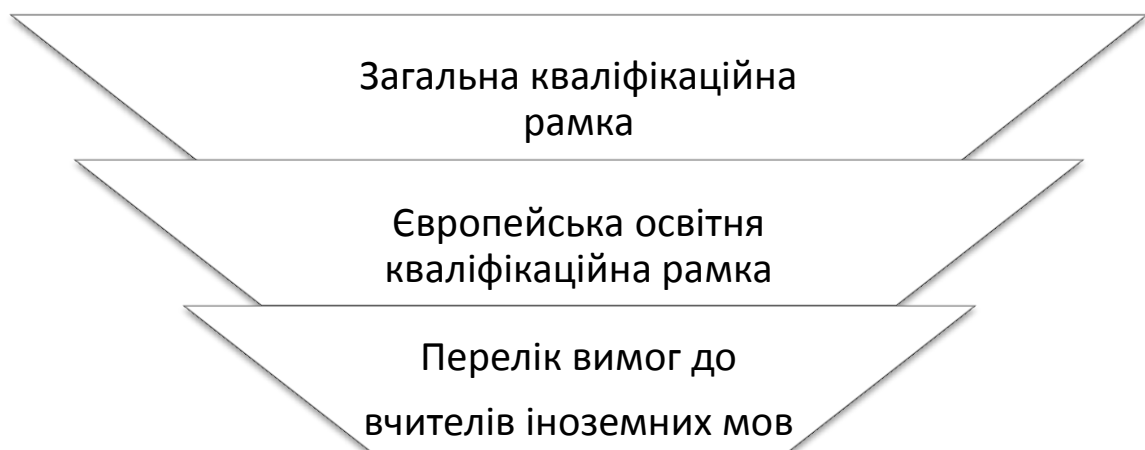 Загальна кваліфікаційна
рамка
Європейська освітня
кваліфікаційна рамка
Перелік вимог до
вчителів іноземних мов